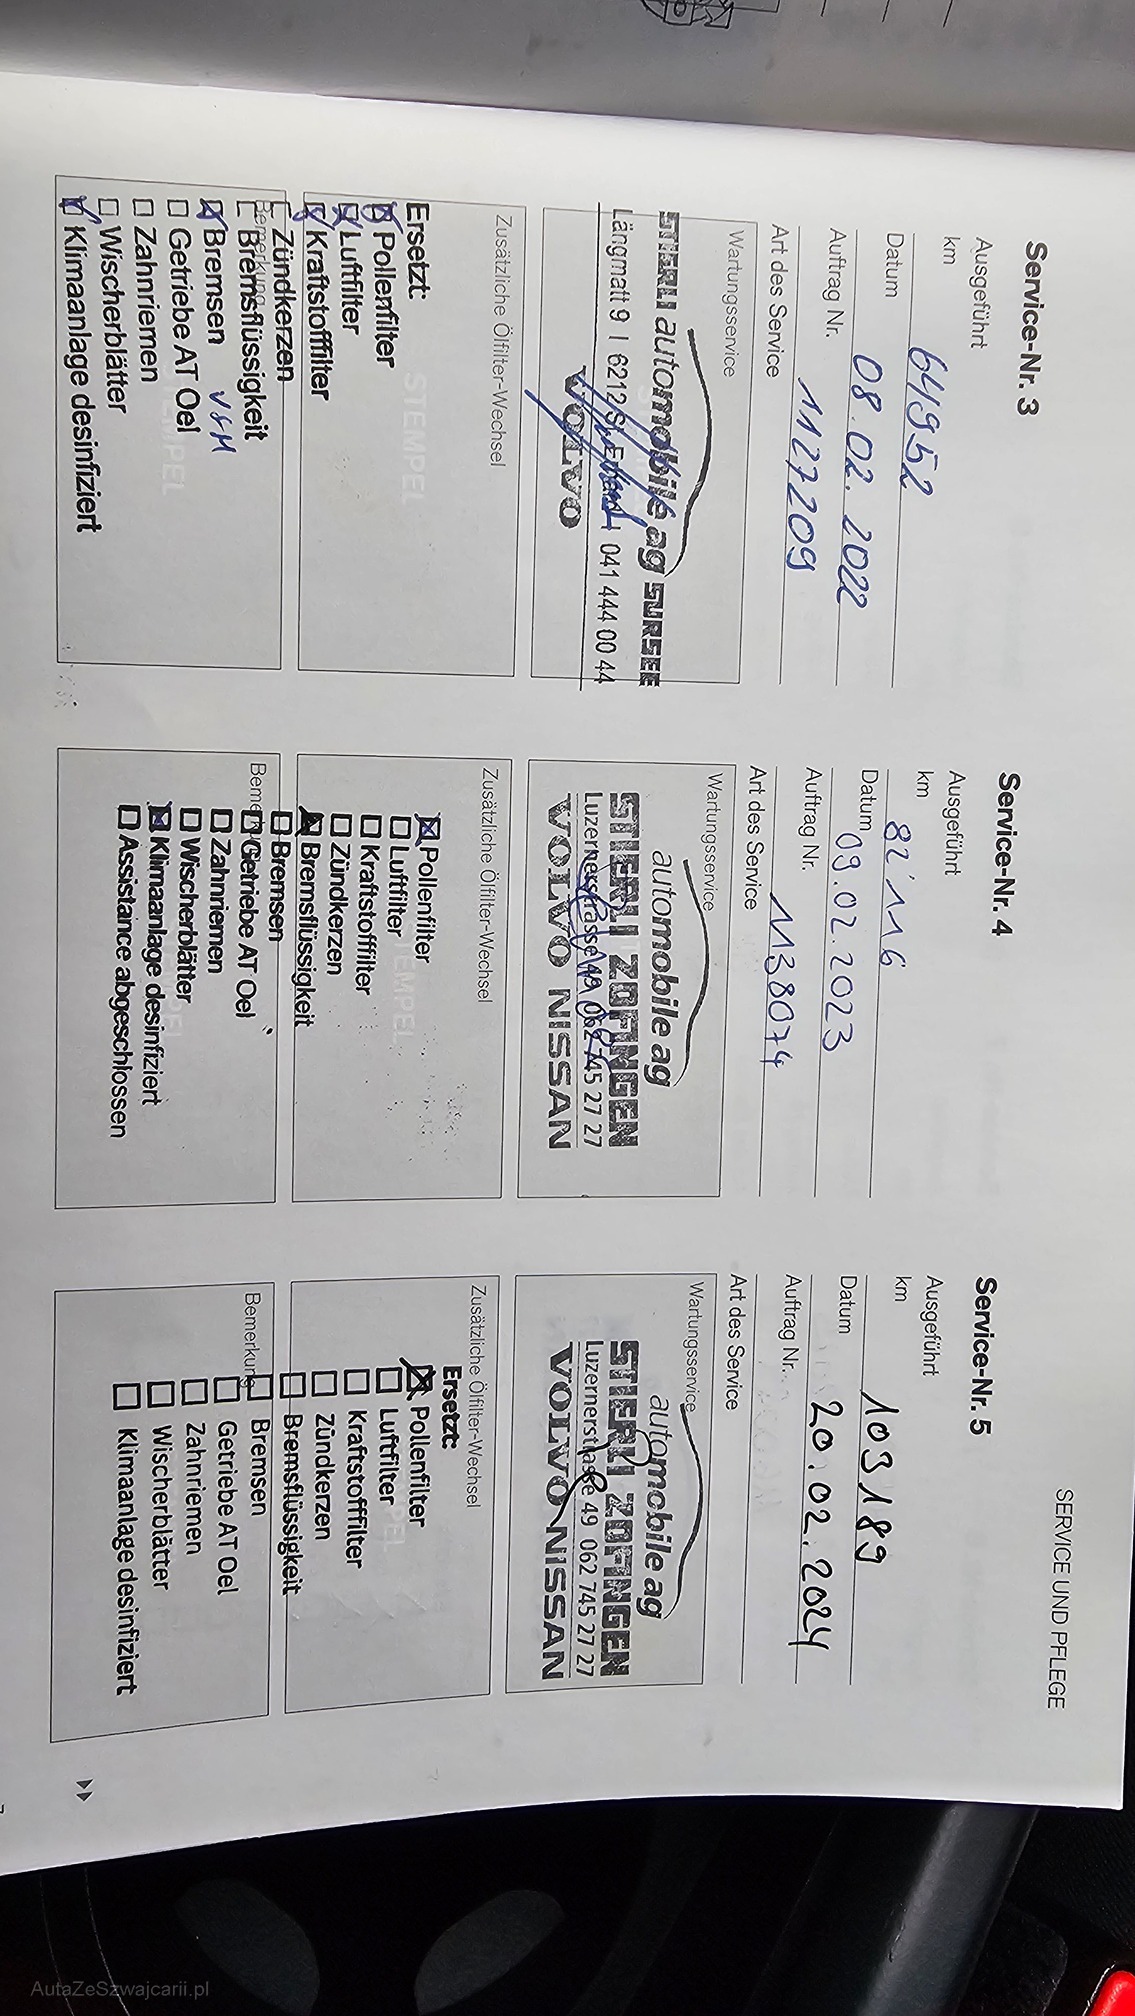 SERVICE UND PFLEGE
Service-Nr. 3
Ausgeführt
km
64952
Datum
08.02.2022
Auftrag Nr.
1127209
Art des Service
Wartungsservice
STIERLI automobile ag SURSEE
Längmatt 9 | 6212 St. Erhard | 041 444 00 44
VOLVO
Zusätzliche Ölfilter-Wechsel
STEMPEL
Ersetzt:
Pollenfilter
Luftfilter
Kraftstofffilter
Zündkerzen
Bemerkung
Bremsflüssigkeit
Bremsen
Getriebe AT Oel
Zahnriemen
Wischerblätter
Klimaanlage desinfiziert
Service-Nr. 4
Ausgeführt
km
82'116
Datum
09.02.2023
Auftrag Nr.
1138074
Art des Service
Wartungsservice
automobile ag
STIERLI ZOFINGEN
Luzernerstrasse 49 062 745 27 27
VOLVO NISSAN
Zusätzliche Ölfilter-Wechsel
Pollenfilter
Luftfilter
Kraftstofffilter
Zündkerzen
Bremsflüssigkeit
Bremsen
Getriebe AT Oel
Zahnriemen
Wischerblätter
Klimaanlage desinfiziert
Assistance abgeschlossen
Service-Nr. 5
Ausgeführt
km
103189
Datum
20.02.2024
Auftrag Nr.
Art des Service
Wartungsservice
automobile ag
STIERLI ZOFINGEN
Luzernerstrasse 49 062 745 27 27
VOLVO NISSAN
Zusätzliche Ölfilter-Wechsel
Ersetzt:
Pollenfilter
Luftfilter
Kraftstofffilter
Zündkerzen
Bremsflüssigkeit
Bemerkung
Bremsen
Getriebe AT Oel
Zahnriemen
Wischerblätter
Klimaanlage desinfiziert
AutaZeSzwajcarii.pl